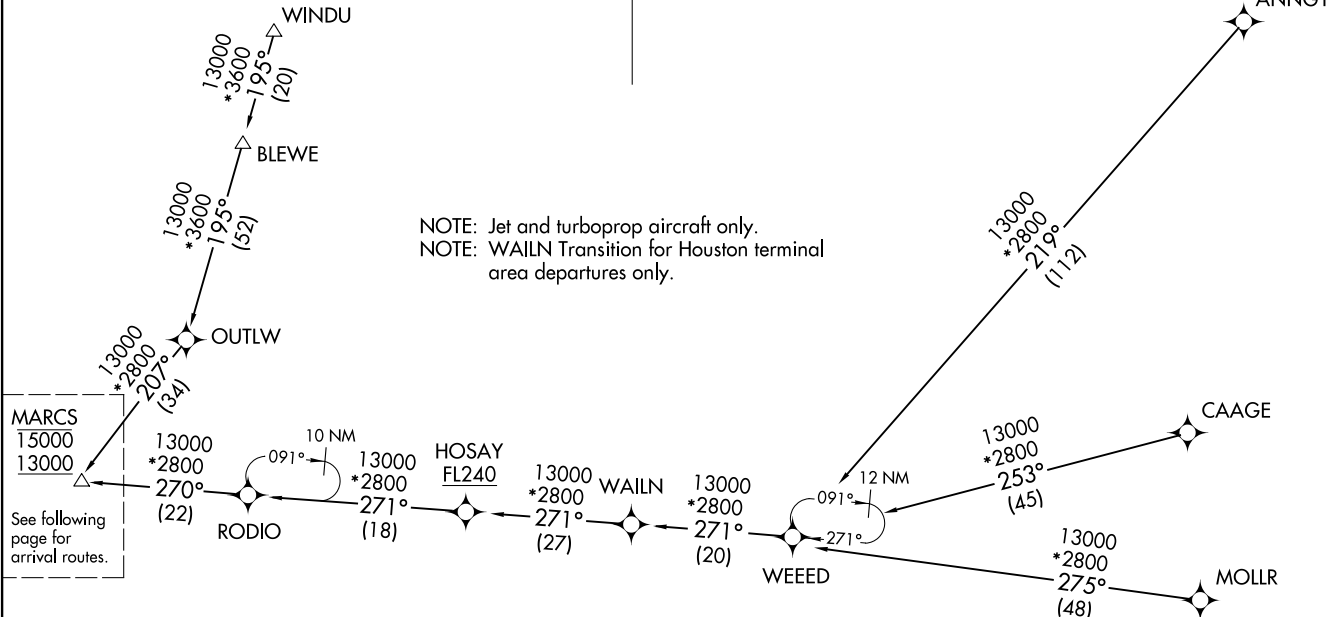 WINDU
13000
*3600
195°
(20)
BLEWE
13000
*3600
195°
(52)
OUTLW
13000
*2800
207°
(34)
NOTE: Jet and turboprop aircraft only.
NOTE: WAILN Transition for Houston terminal
area departures only.
13000
*2800
219°
(112)
MARCS
15000
13000
See following
page for
arrival routes.
13000
*2800
270°
(22)
RODIO
091°
10 NM
13000
*2800
271°
(18)
HOSAY
FL240
13000
*2800
271°
(27)
WAILN
13000
*2800
271°
(20)
WEEED
091°
12 NM
271°
CAAGE
13000
*2800
253°
(45)
13000
*2800
275°
(48)
MOLLR